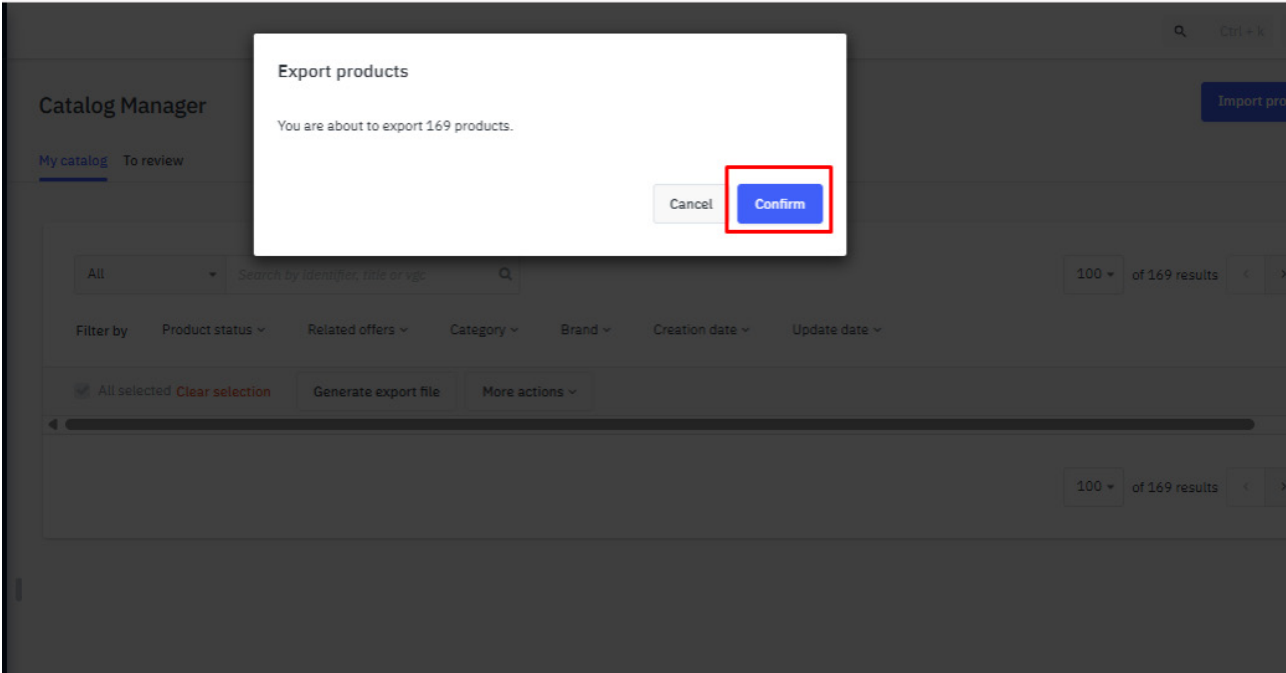 Ctrl + k
Export products
Catalog Manager
Import pro
You are about to export 169 products.
My catalog To review
Cancel Confirm
All Search by identifier, title or vgc 100 of 169 results
Filter by Product status Related offers Category Brand Creation date Update date
All selected Clear selection Generate export file More actions
100 of 169 results